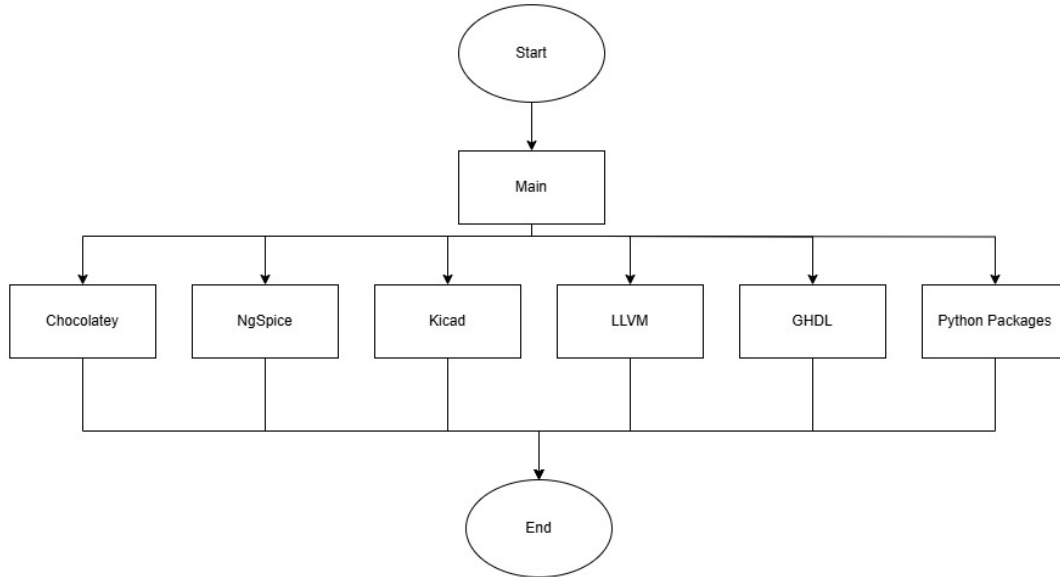 Start
Main
Chocolatey
NgSpice
Kicad
LLVM
GHDL
Python Packages
End